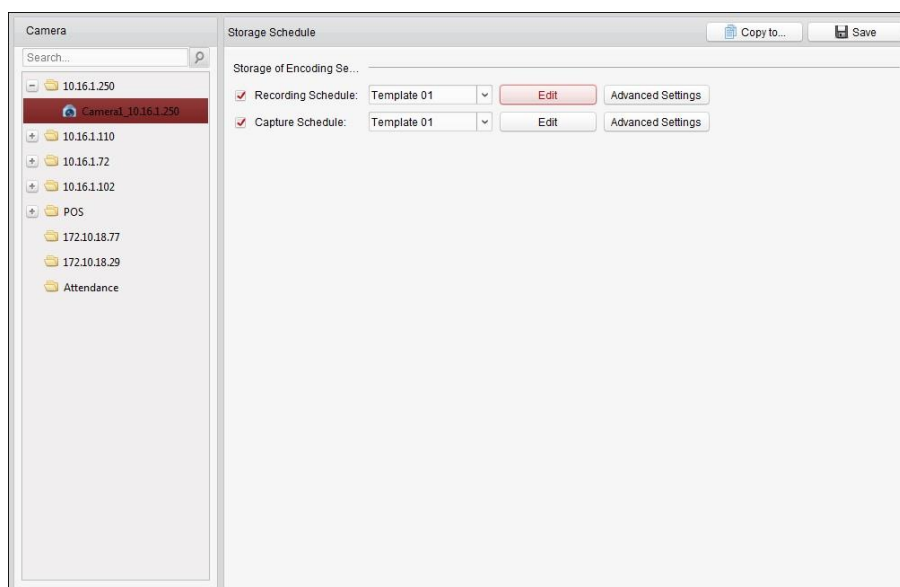 Camera
Search...
10.16.1.250
Camera1_10.16.1.250
10.16.1.110
10.16.1.72
10.16.1.102
POS
172.10.18.77
172.10.18.29
Attendance
Storage Schedule Copy to... Save
Storage of Encoding Se...
Recording Schedule: Template 01 Edit Advanced Settings
Capture Schedule: Template 01 Edit Advanced Settings